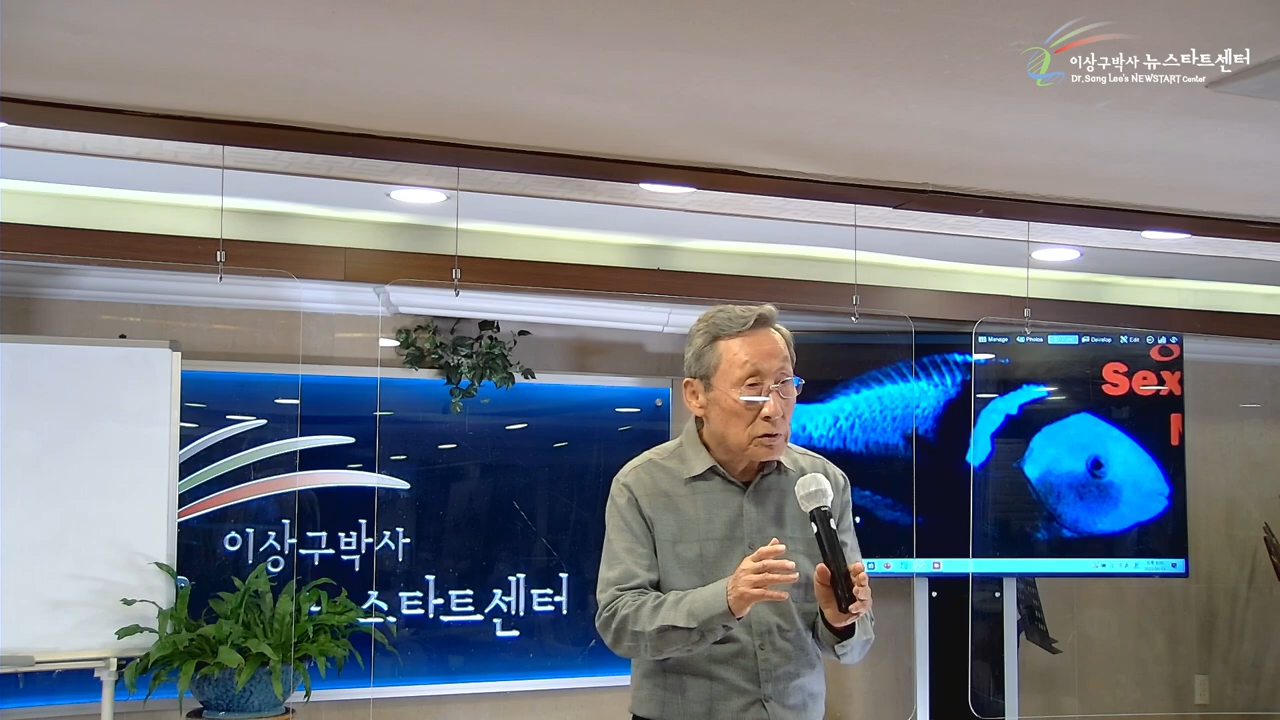 이상구박사 뉴스타트센터
Dr. Sang Lee's NEWSTART Center
Manage
Photos
Develop
Edit
Sex
이상구박사
스타트센터